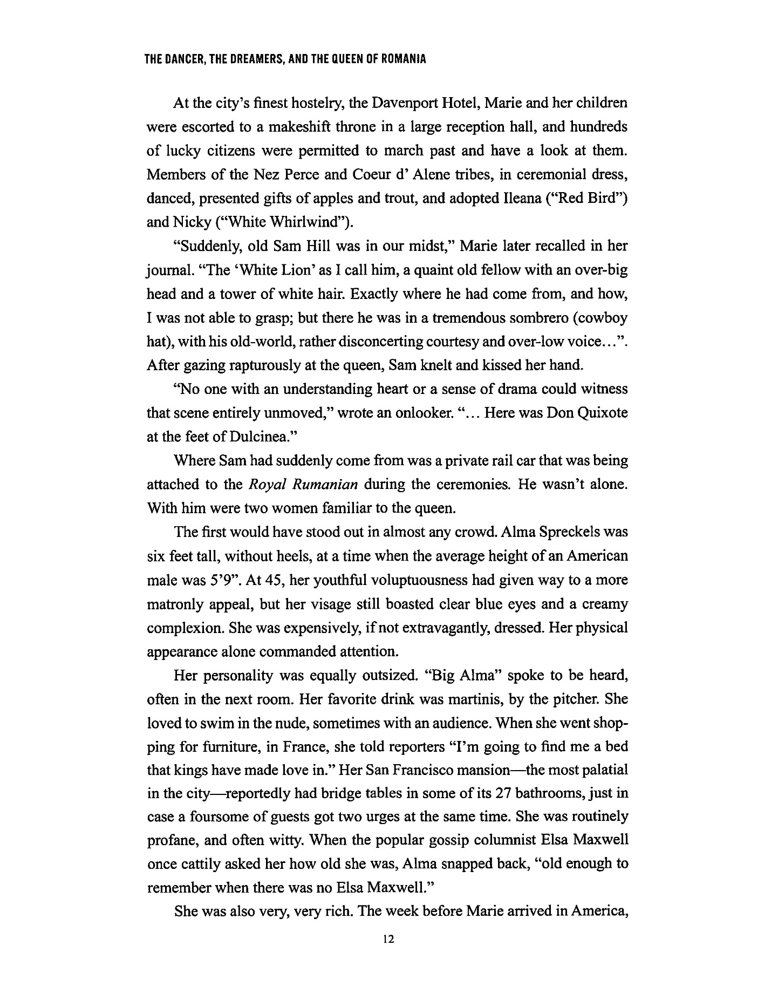 THE DANCER, THE DREAMERS, AND THE QUEEN OF ROMANIA
At the city’s finest hostelry, the Davenport Hotel, Marie and her children
were escorted to a makeshift throne in a large reception hall, and hundreds
of lucky citizens were permitted to march past and have a look at them.
Members of the Nez Perce and Coeur d’ Alene tribes, in ceremonial dress,
danced, presented gifts of apples and trout, and adopted Ileana (“Red Bird”)
and Nicky (“White Whirlwind”).
“Suddenly, old Sam Hill was in our midst,” Marie later recalled in her
journal. “The ‘White Lion’ as I call him, a quaint old fellow with an over-big
head and a tower of white hair. Exactly where he had come from, and how,
I was not able to grasp; but there he was in a tremendous sombrero (cowboy
hat), with his old-world, rather disconcerting courtesy and over-low voice…”.
After gazing rapturously at the queen, Sam knelt and kissed her hand.
“No one with an understanding heart or a sense of drama could witness
that scene entirely unmoved,” wrote an onlooker. “… Here was Don Quixote
at the feet of Dulcinea.”
Where Sam had suddenly come from was a private rail car that was being
attached to the Royal Rumanian during the ceremonies. He wasn’t alone.
With him were two women familiar to the queen.
The first would have stood out in almost any crowd. Alma Spreckels was
six feet tall, without heels, at a time when the average height of an American
male was 5’9”. At 45, her youthful voluptuousness had given way to a more
matronly appeal, but her visage still boasted clear blue eyes and a creamy
complexion. She was expensively, if not extravagantly, dressed. Her physical
appearance alone commanded attention.
Her personality was equally outsized. “Big Alma” spoke to be heard,
often in the next room. Her favorite drink was martinis, by the pitcher. She
loved to swim in the nude, sometimes with an audience. When she went shop-
ping for furniture, in France, she told reporters “I’m going to find me a bed
that kings have made love in.” Her San Francisco mansion—the most palatial
in the city—reportedly had bridge tables in some of its 27 bathrooms, just in
case a foursome of guests got two urges at the same time. She was routinely
profane, and often witty. When the popular gossip columnist Elsa Maxwell
once cattily asked her how old she was, Alma snapped back, “old enough to
remember when there was no Elsa Maxwell.”
She was also very, very rich. The week before Marie arrived in America,
12